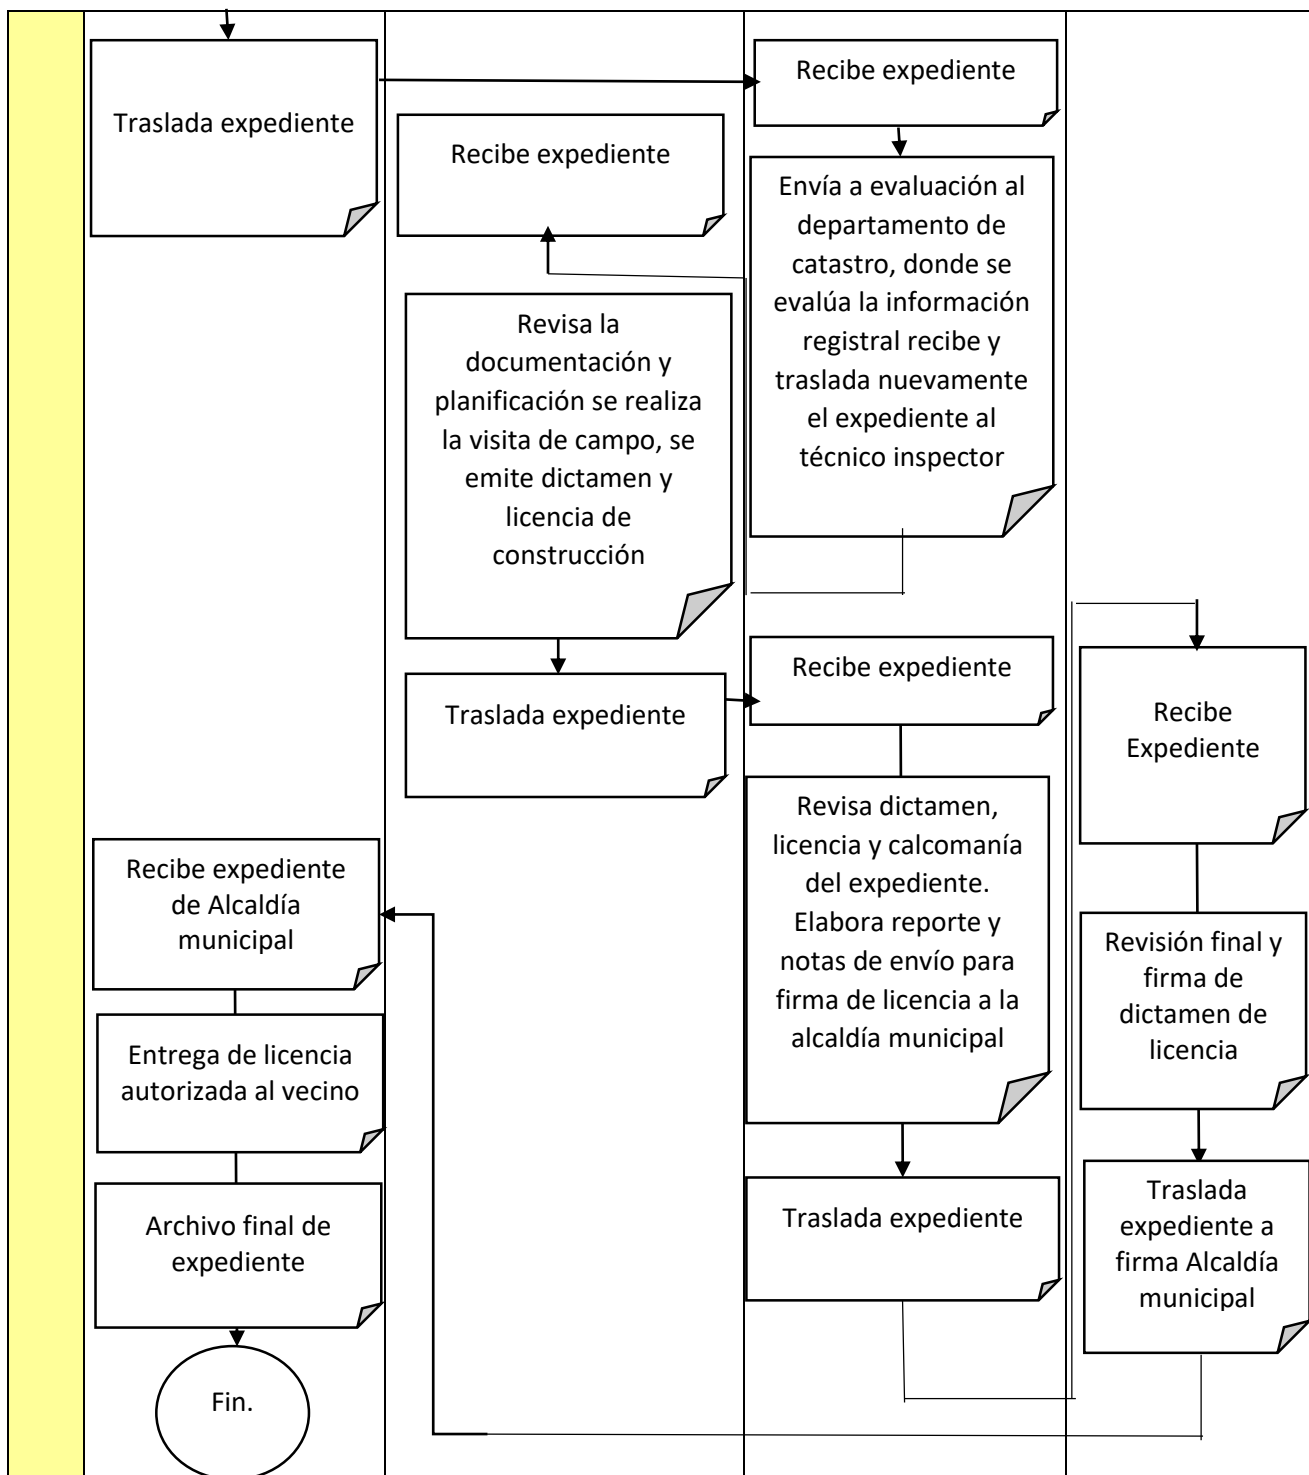 Traslada expediente
Recibe expediente
Envía a evaluación al
departamento de
catastro, donde se
evalúa la información
registral recibe y
traslada nuevamente
el expediente al
técnico inspector
Recibe expediente
Revisa la
documentación y
planificación se realiza
la visita de campo, se
emite dictamen y
licencia de
construcción
Traslada expediente
Recibe expediente
Revisa dictamen,
licencia y calcomanía
del expediente.
Elabora reporte y
notas de envío para
firma de licencia a la
alcaldía municipal
Traslada expediente
Recibe
Expediente
Revisión final y
firma de
dictamen de
licencia
Traslada
expediente a
firma Alcaldía
municipal
Recibe expediente
de Alcaldía
municipal
Entrega de licencia
autorizada al vecino
Archivo final de
expediente
Fin.